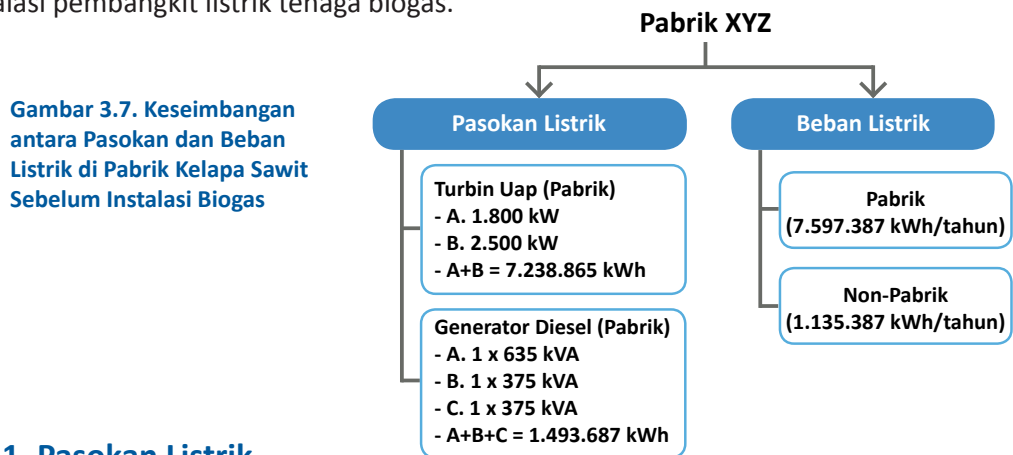 alasi pembangkit listrik tenaga biogas.
Pabrik XYZ
Gambar 3.7. Keseimbangan
antara Pasokan dan Beban
Listrik di Pabrik Kelapa Sawit
Sebelum Instalasi Biogas
Pasokan Listrik
Turbin Uap (Pabrik)
- A. 1.800 kW
- B. 2.500 kW
- A+B = 7.238.865 kWh
Generator Diesel (Pabrik)
- A. 1 x 635 kVA
- B. 1 x 375 kVA
- C. 1 x 375 kVA
- A+B+C = 1.493.687 kWh
Beban Listrik
Pabrik
(7.597.387 kWh/tahun)
Non-Pabrik
(1.135.387 kWh/tahun)
1. Pasokan Listrik